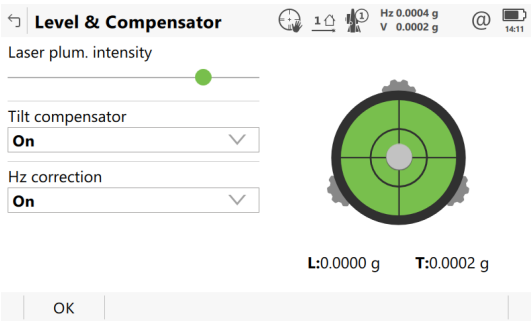 Level & Compensator
1
1
Hz 0.0004 g
V 0.0002 g
@
14:11
Laser plum. intensity
Tilt compensator
On
Hz correction
On
L:0.0000 g T:0.0002 g
OK